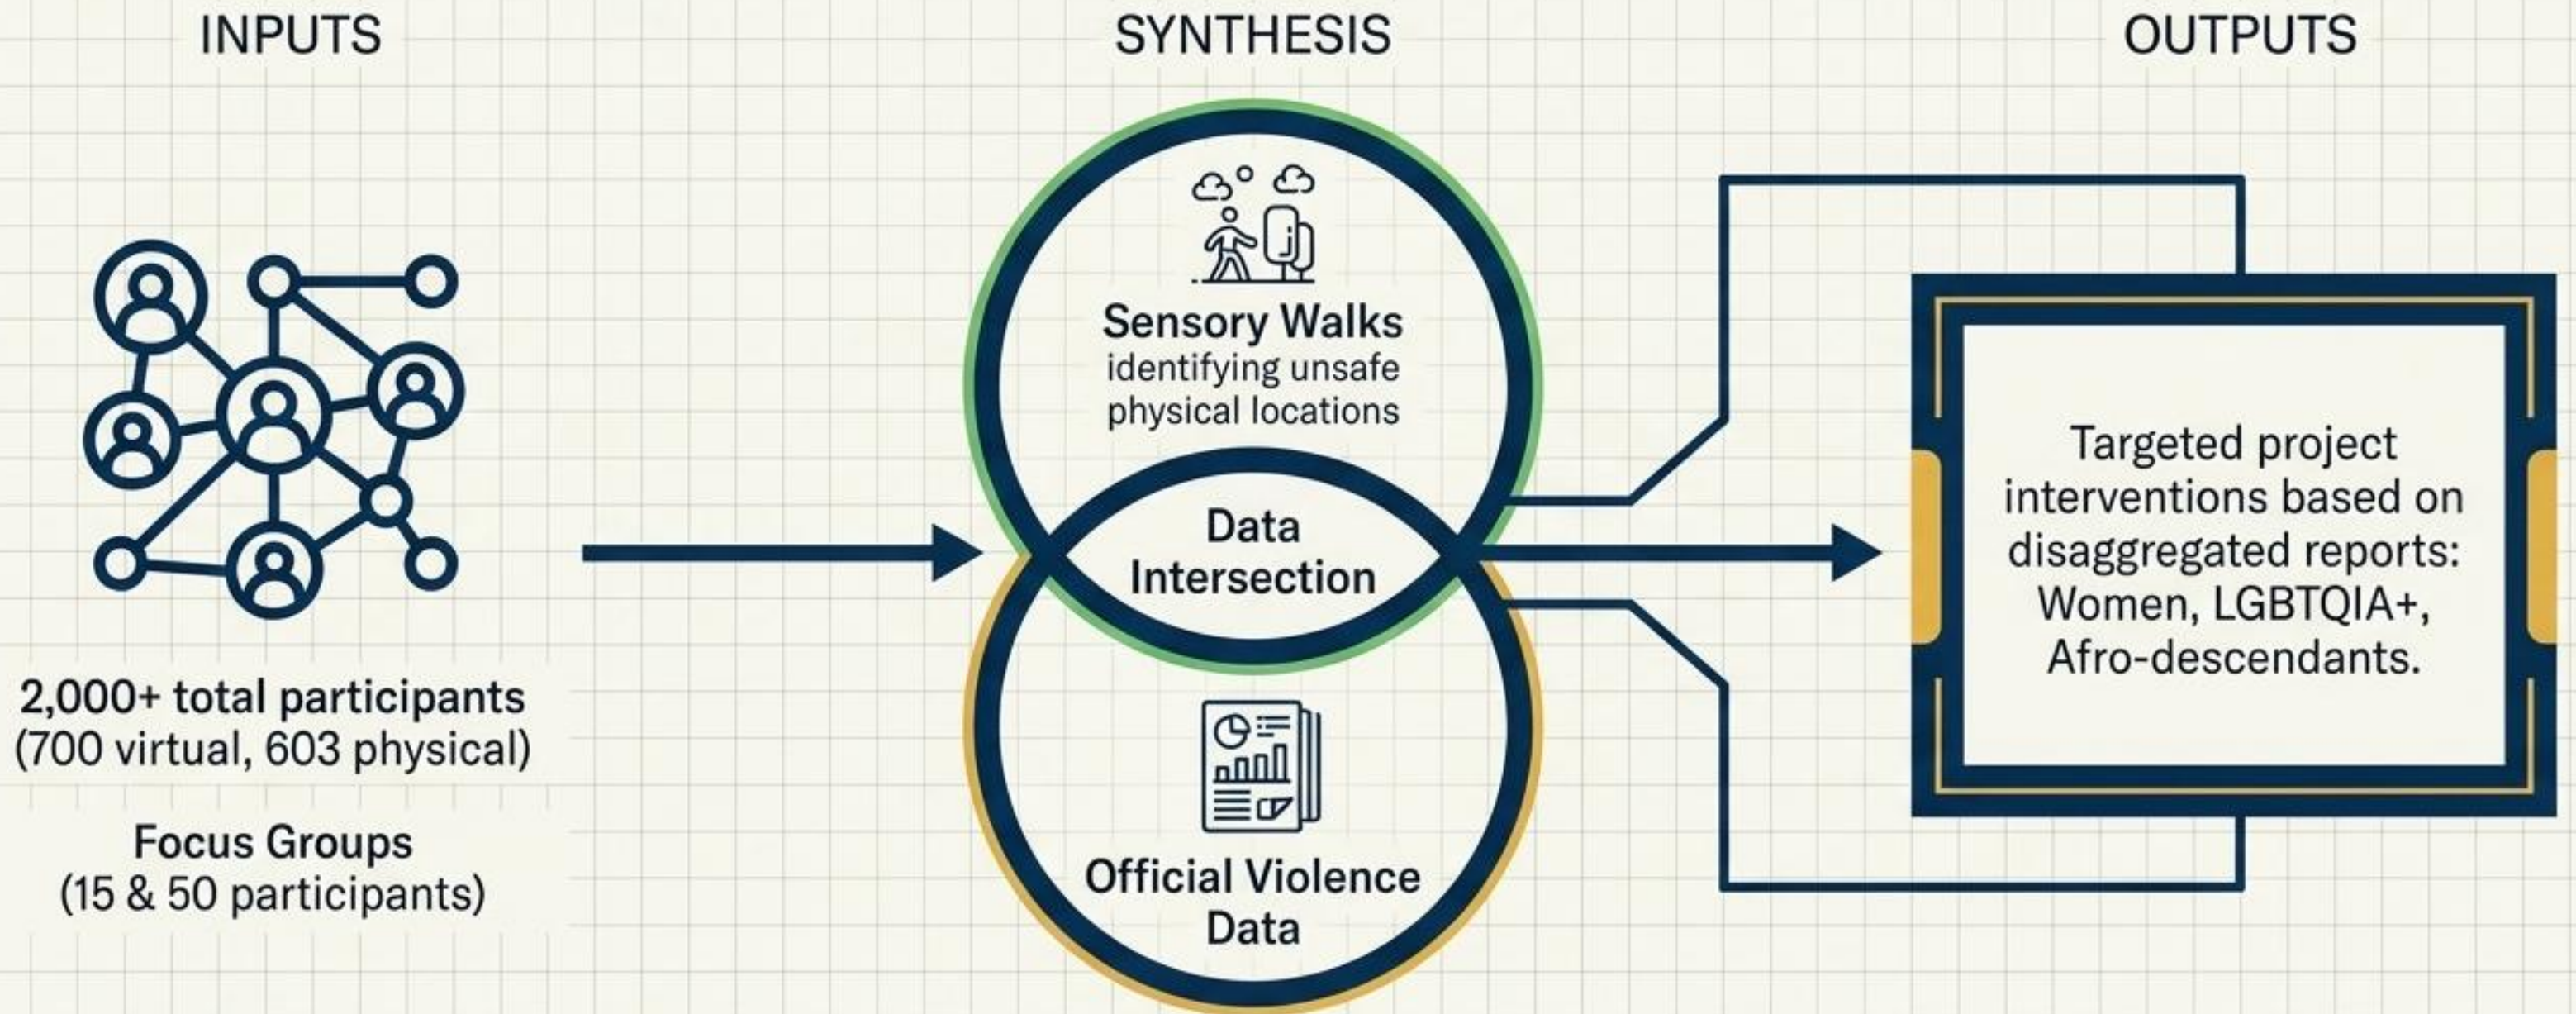 INPUTS
2,000+ total participants
(700 virtual, 603 physical)
Focus Groups
(15 & 50 participants)
SYNTHESIS
Sensory Walks
identifying unsafe
physical locations
Data
Intersection
Official Violence
Data
OUTPUTS
Targeted project
interventions based on
disaggregated reports:
Women, LGBTQIA+,
Afro-descendants.